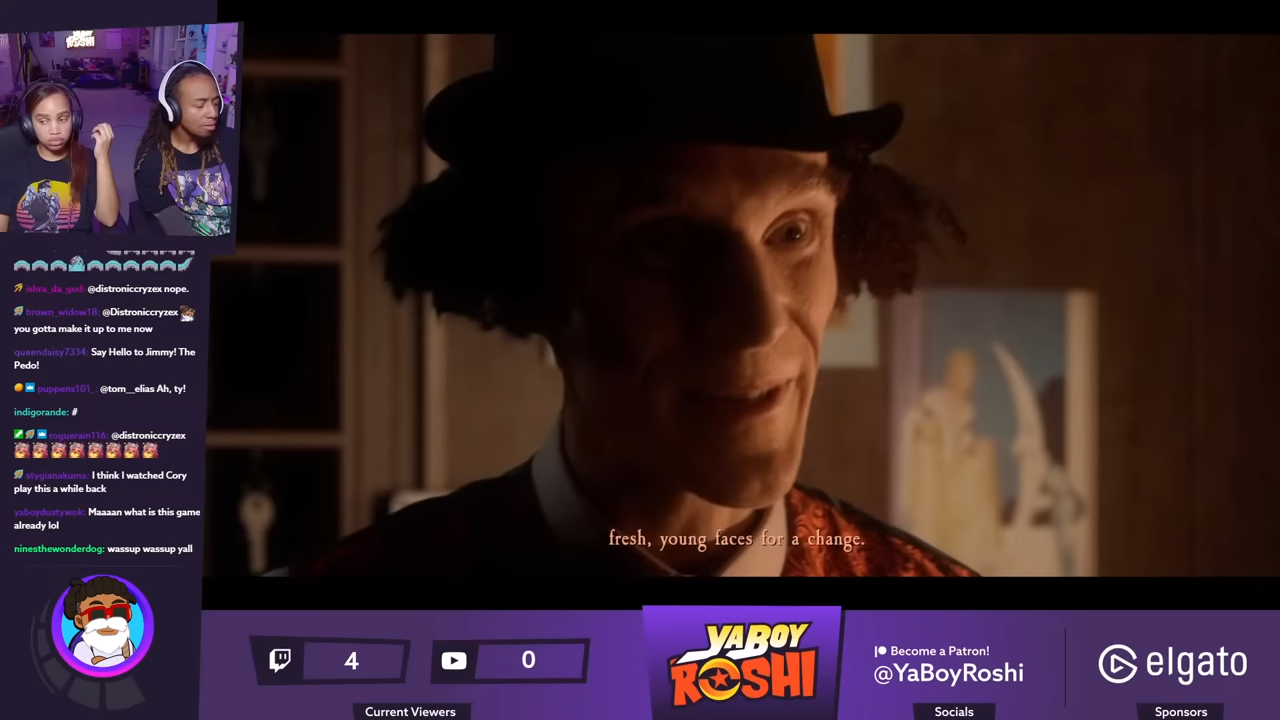 YABOY
ROSHI
ishra_da_god: @distroniccryzex nope.
brown_widow18: @Distroniccryzex
you gotta make it up to me now
queendaisy7334: Say Hello to Jimmy! The
Pedo!
puppens101_: @tom__elias Ah, ty!
indigorande: #
roguerain116: @distroniccryzex
stygianakuma: I think I watched Cory
play this a while back
yaboydustywok: Maaaan what is this game
already lol
ninesthewonderdog: wassup wassup yall
fresh, young faces for a change.
4
0
Current Viewers
YABOY
ROSHI
Become a Patron!
@YaBoyRoshi
Socials
elgato
Sponsors